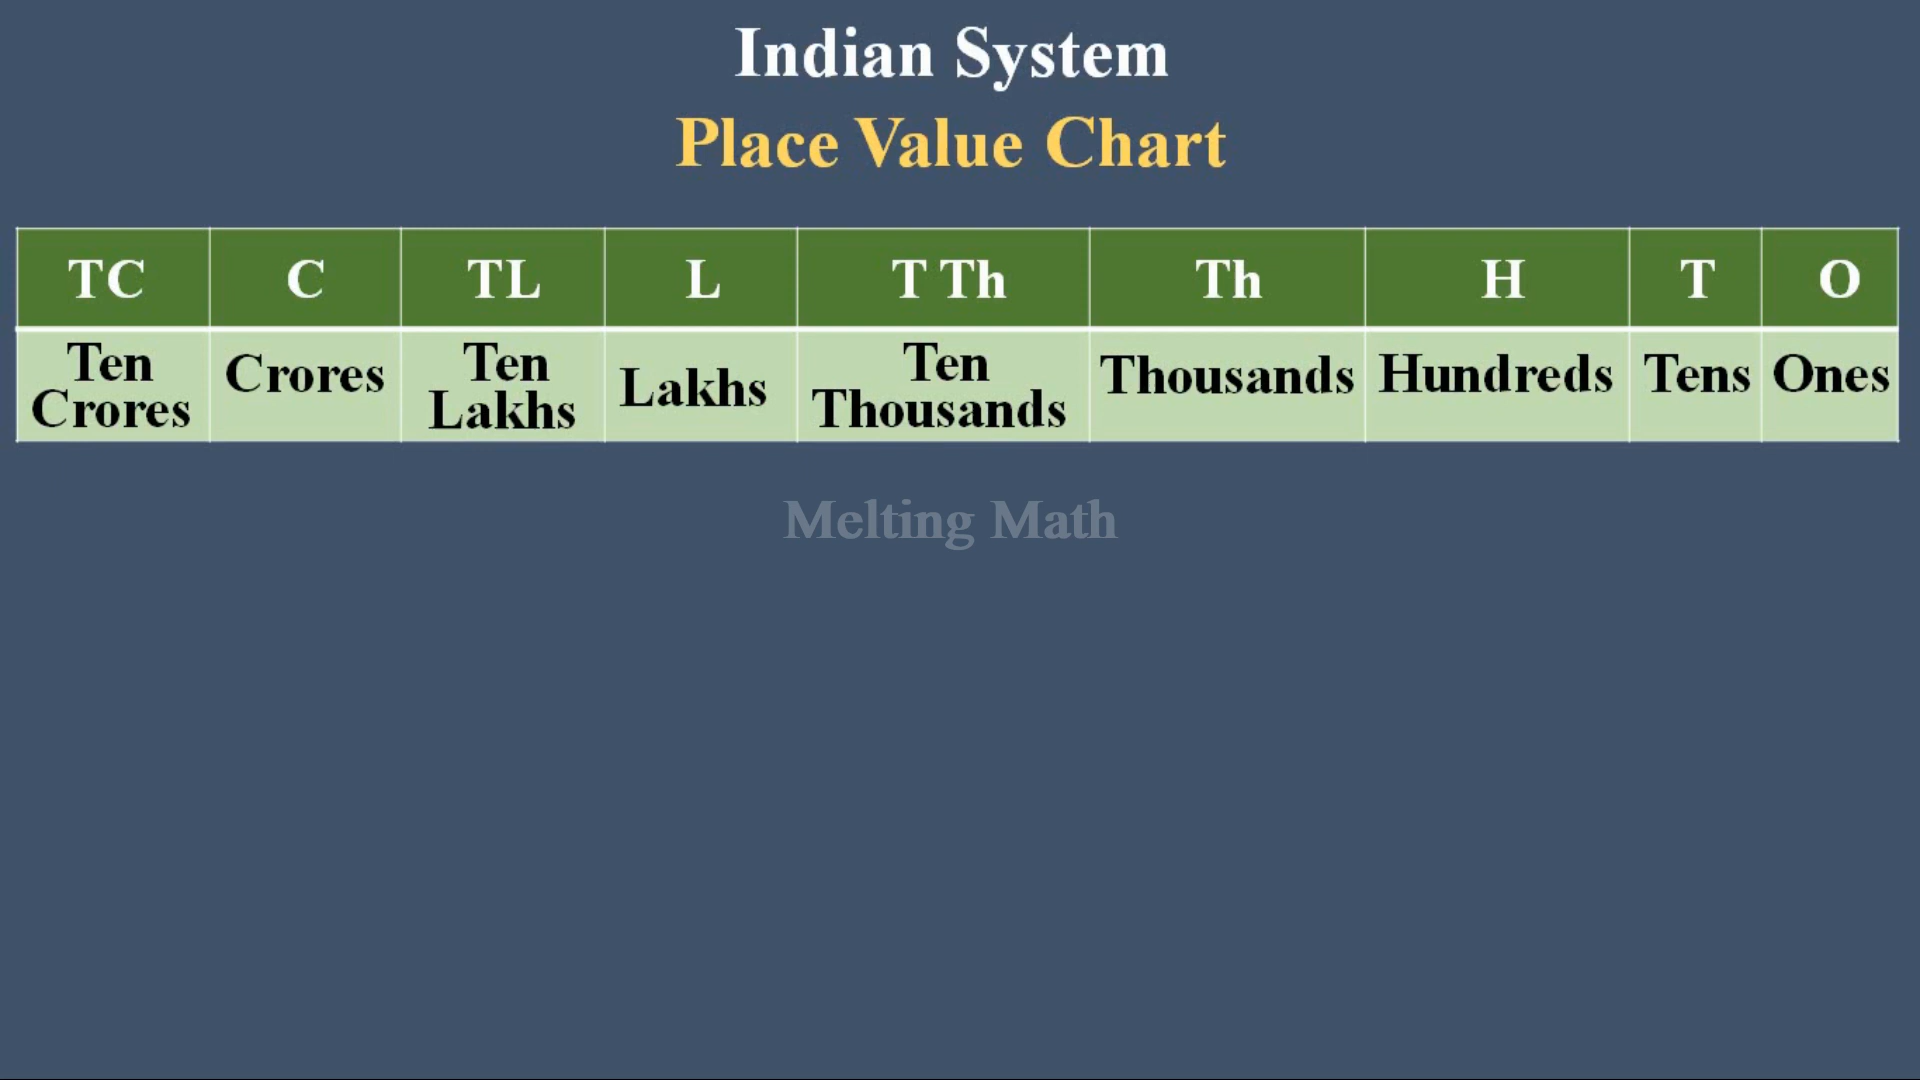 Indian System
Place Value Chart
TC C TL L T Th Th H T O
Ten Crores Crores Ten Lakhs Lakhs Ten Thousands Thousands Hundreds Tens Ones
Melting Math